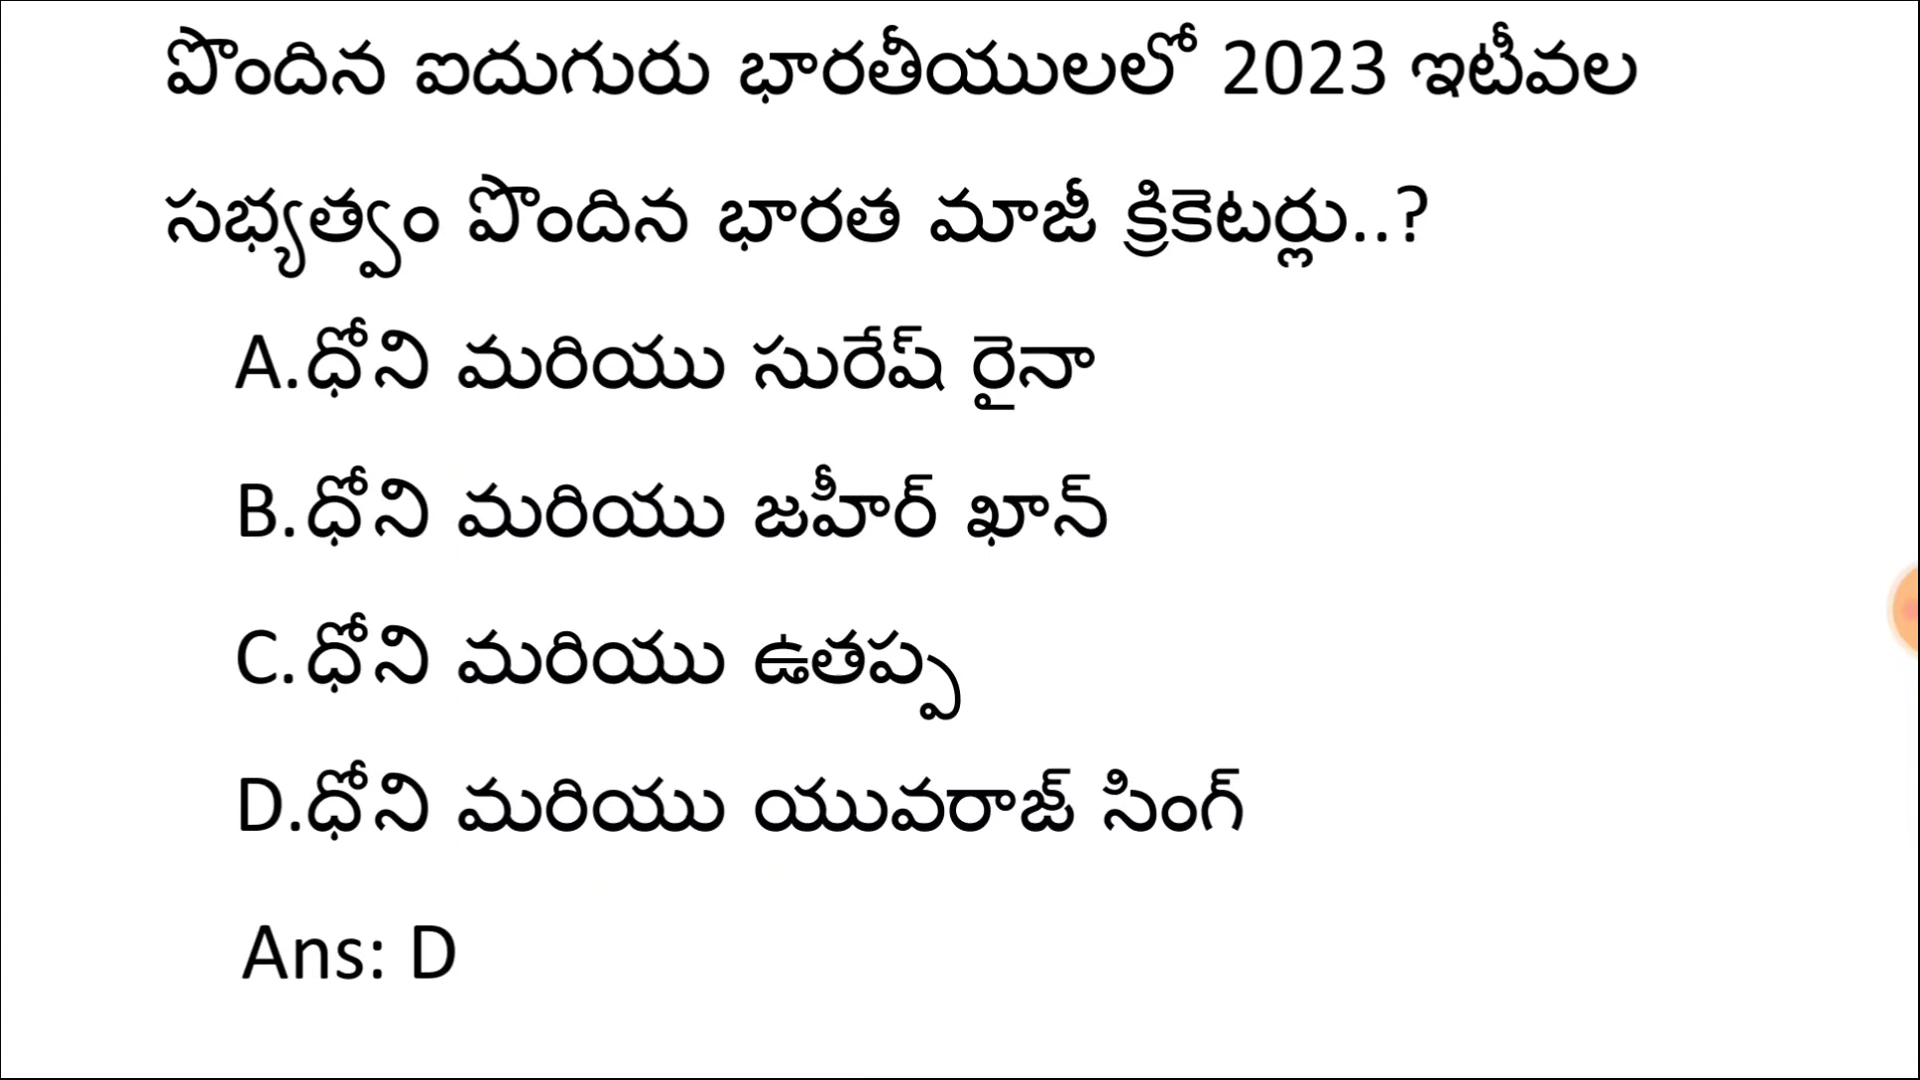 పొందిన ఐదుగురు భారతీయులలో 2023 ఇటీవల
సభ్యత్వం పొందిన భారత మాజీ క్రికెటర్లు..?
A.ధోని మరియు సురేష్ రైనా
B.ధోని మరియు జహీర్ ఖాన్
C.ధోని మరియు ఉతప్ప
D.ధోని మరియు యువరాజ్ సింగ్
Ans: D